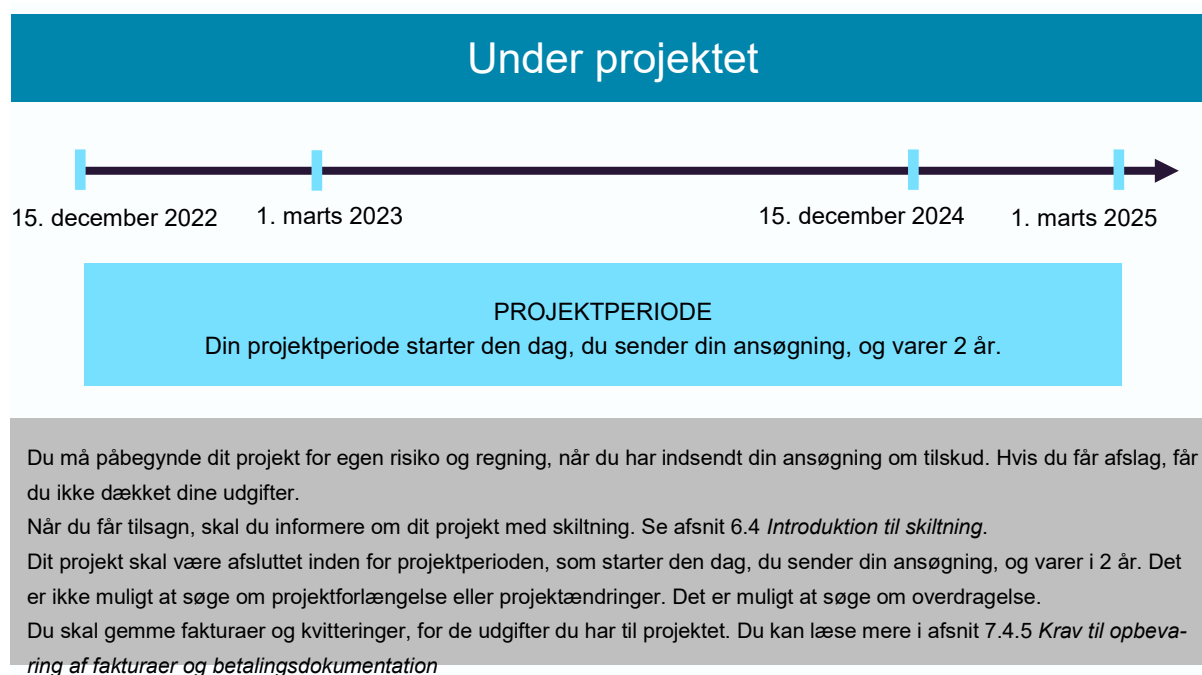 Under projektet
15. december 2022 1. marts 2023 15. december 2024 1. marts 2025
PROJEKTPERIODE
Din projektperiode starter den dag, du sender din ansøgning, og varer 2 år.
Du må påbegynde dit projekt for egen risiko og regning, når du har indsendt din ansøgning om tilskud. Hvis du får afslag, får
du ikke dækket dine udgifter.
Når du får tilsagn, skal du informere om dit projekt med skiltning. Se afsnit 6.4 Introduktion til skiltning.
Dit projekt skal være afsluttet inden for projektperioden, som starter den dag, du sender din ansøgning, og varer i 2 år. Det
er ikke muligt at søge om projektforlængelse eller projektændringer. Det er muligt at søge om overdragelse.
Du skal gemme fakturaer og kvitteringer, for de udgifter du har til projektet. Du kan læse mere i afsnit 7.4.5 Krav til opbeva-
ring af fakturaer og betalingsdokumentation